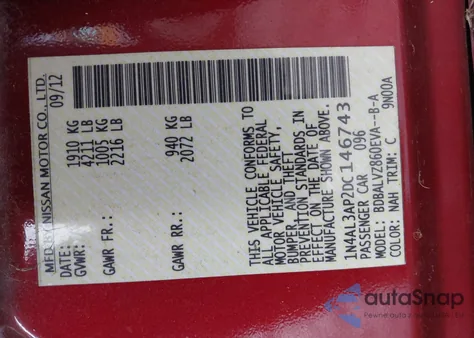 MFD BY NISSAN MOTOR CO., LTD.
DATE: 09/12
GVWR: 1910 KG
4211 LB
GAWR FR: 1005 KG
2216 LB
GAWR RR: 940 KG
2072 LB
THIS VEHICLE CONFORMS TO
ALL APPLICABLE FEDERAL
MOTOR VEHICLE SAFETY,
BUMPER, AND THEFT
PREVENTION STANDARDS IN
EFFECT ON THE DATE OF
MANUFACTURE SHOWN ABOVE.
1N4AL3AP2DC146743
PASSENGER CAR 096
MODEL: BDBALVZ860EVA--B-A
COLOR: NAH TRIM: C 9N00A
autaSnap
Pewne auta z